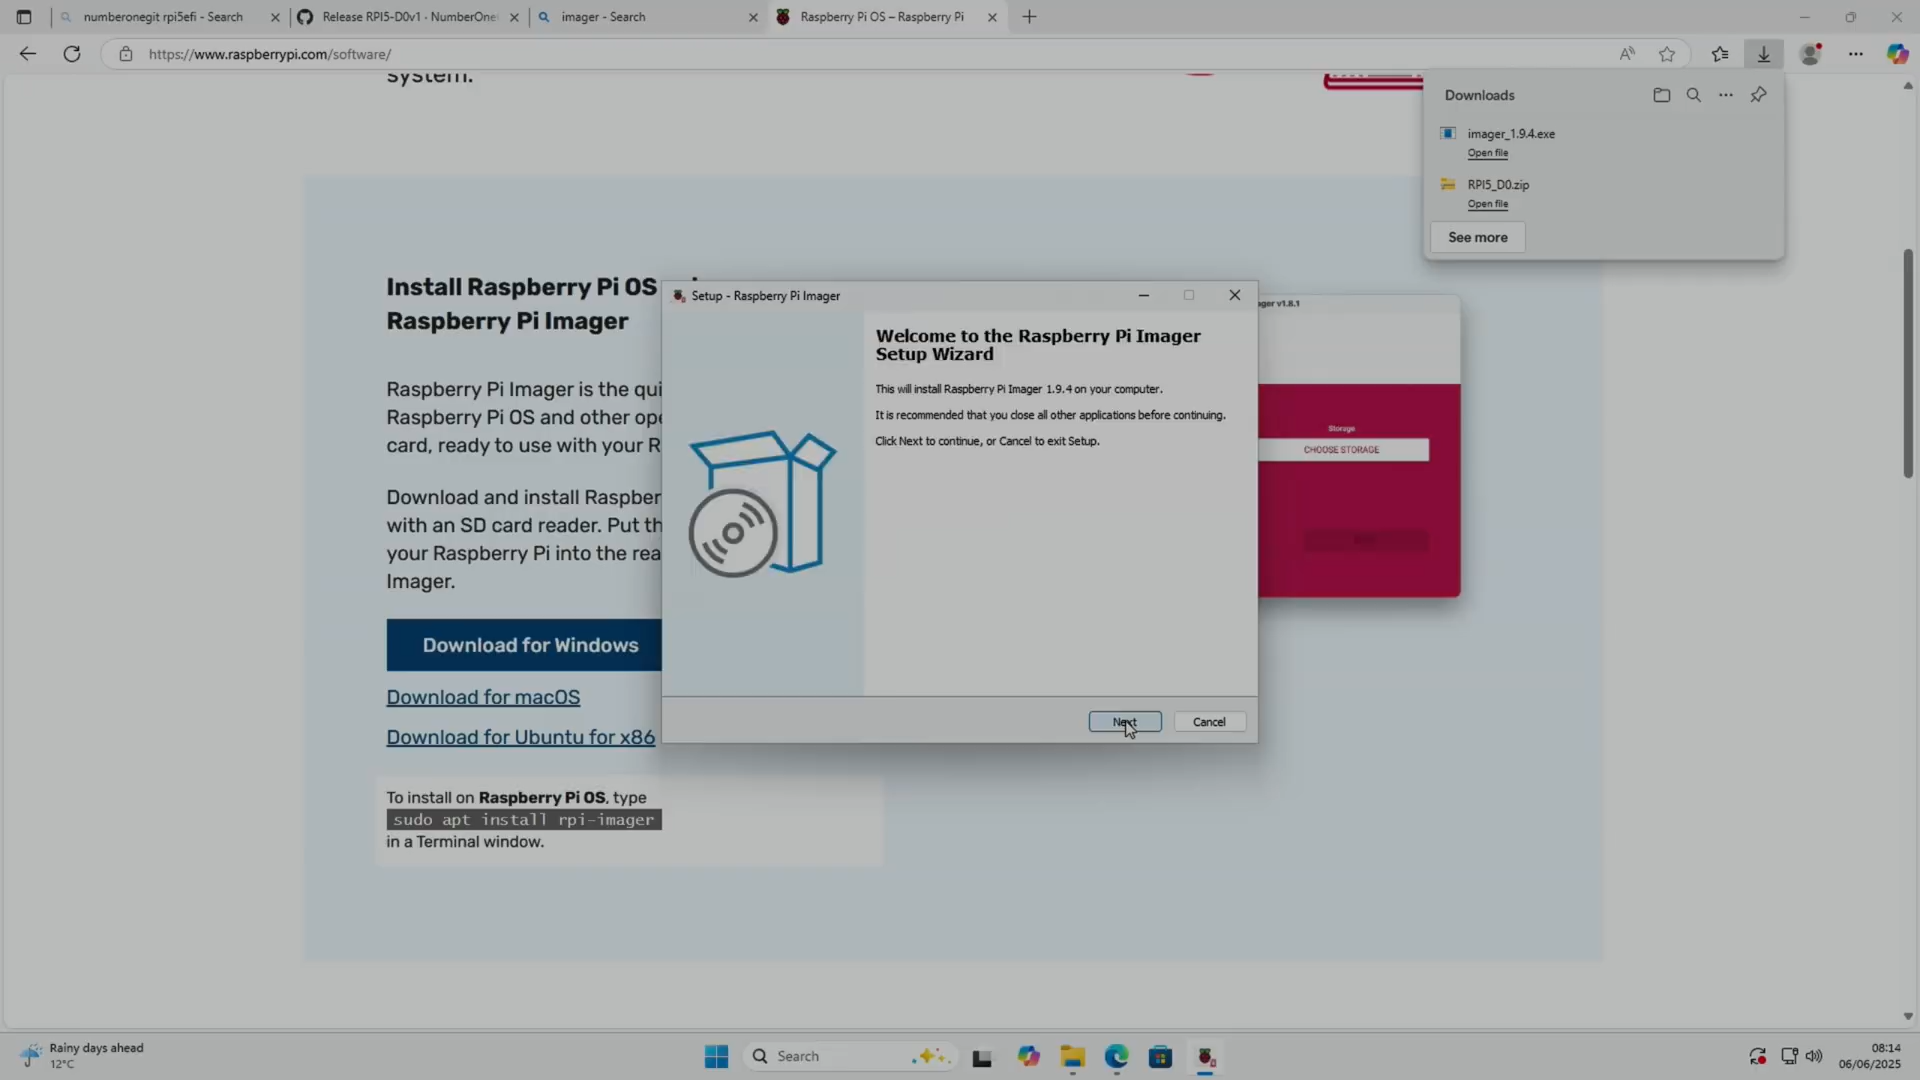 numberonegit rpi5efi - Search
Release RPI5-D0v1 · NumberOne
imager - Search
Raspberry Pi OS – Raspberry Pi
https://www.raspberrypi.com/software/
system.
Downloads
imager_1.9.4.exe
Open file
RPI5_D0.zip
Open file
See more
Install Raspberry Pi OS
Raspberry Pi Imager
Raspberry Pi Imager is the qui
Raspberry Pi OS and other ope
card, ready to use with your R
Download and install Raspber
with an SD card reader. Put th
your Raspberry Pi into the rea
Imager.
Download for Windows
Download for macOS
Download for Ubuntu for x86
To install on Raspberry Pi OS, type
sudo apt install rpi-imager
in a Terminal window.
Setup - Raspberry Pi Imager
Welcome to the Raspberry Pi Imager
Setup Wizard
This will install Raspberry Pi Imager 1.9.4 on your computer.
It is recommended that you close all other applications before continuing.
Click Next to continue, or Cancel to exit Setup.
Next
Cancel
ager v1.8.1
Storage
CHOOSE STORAGE
Rainy days ahead
12°C
Search
08:14
06/06/2025